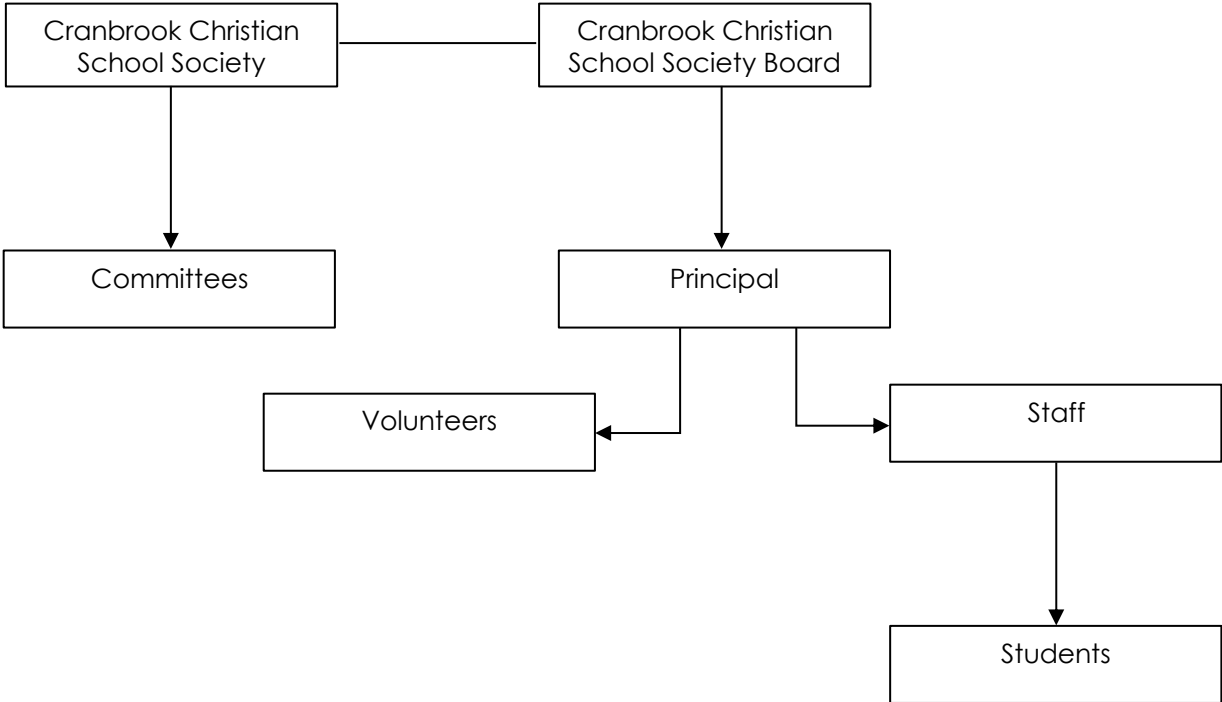 Cranbrook Christian
School Society
Cranbrook Christian
School Society Board
Committees
Principal
Volunteers
Staff
Students